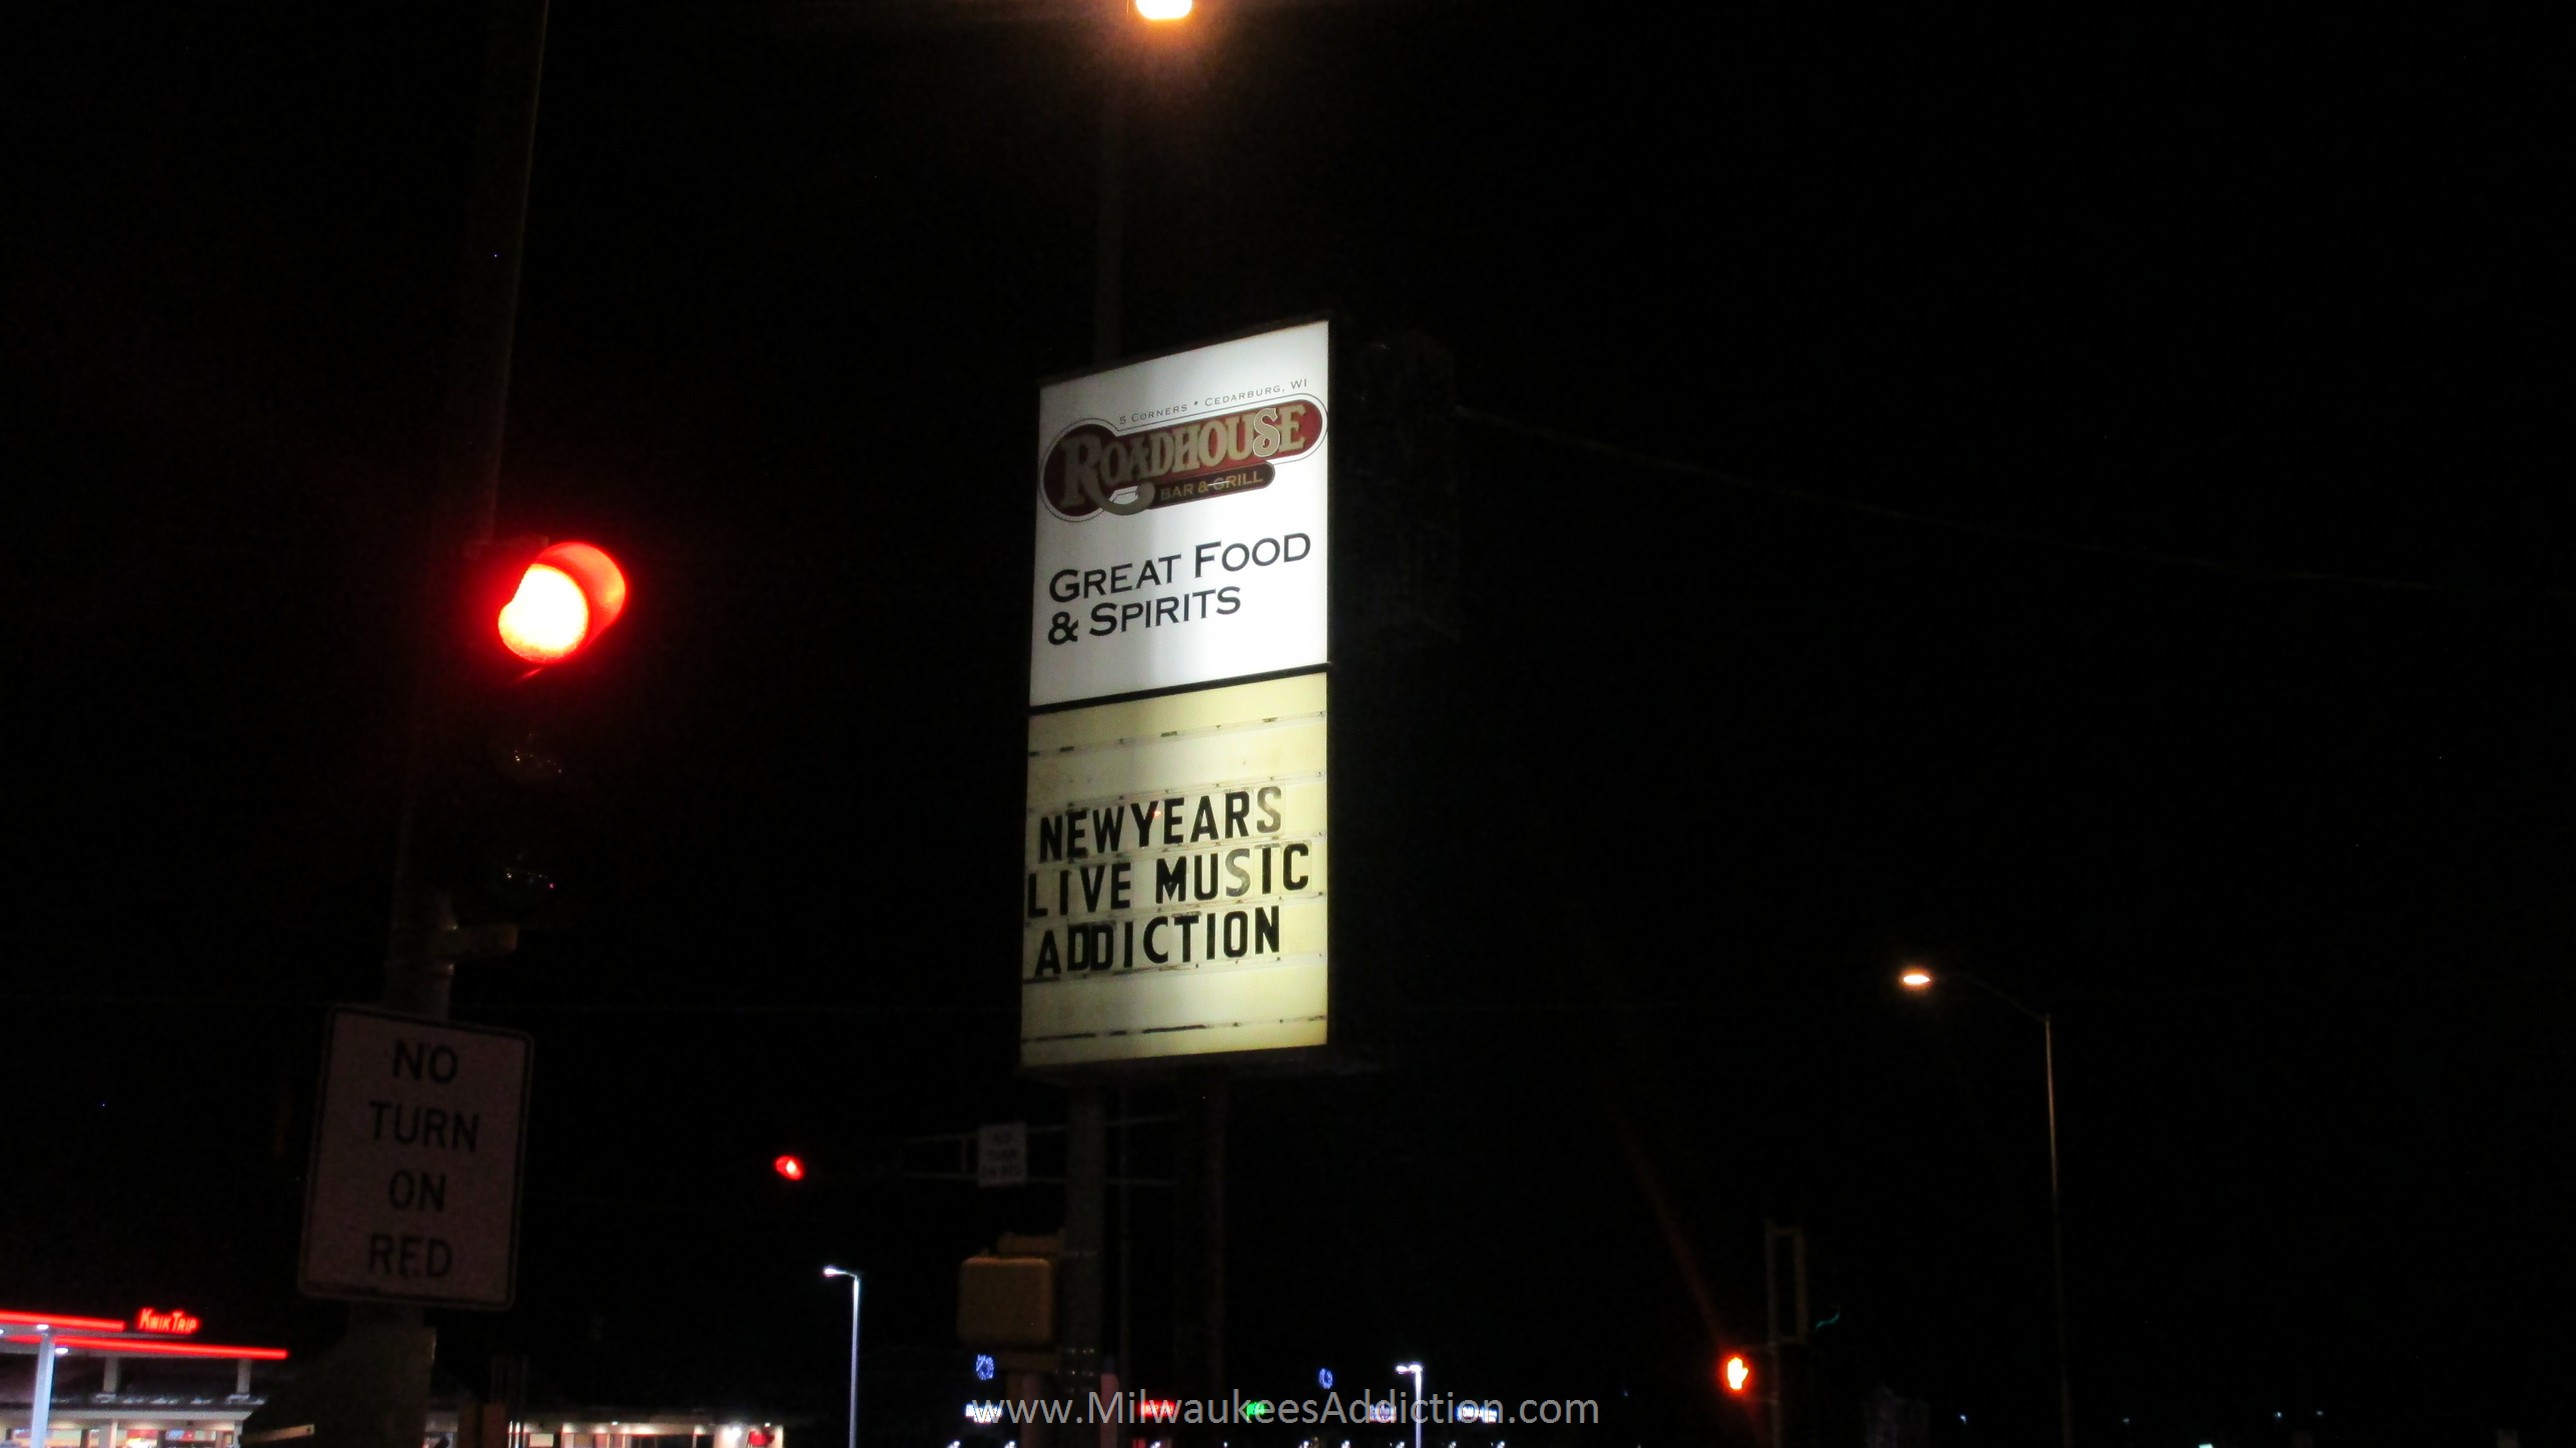 5 CORNERS • CEDARBURG, WI
ROADHOUSE
BAR & GRILL
GREAT FOOD
& SPIRITS
NEWYEARS
LIVE MUSIC
ADDICTION
NO
TURN
ON
RED
KWIK TRIP
www.MilwaukeesAddiction.com